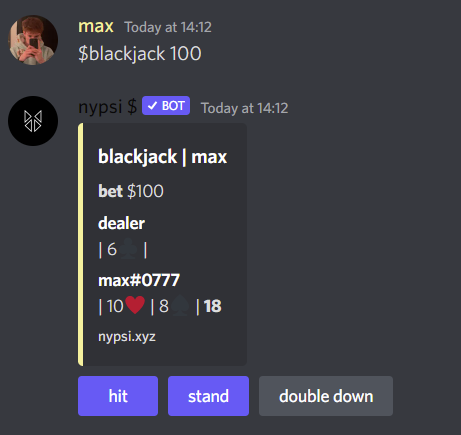 max Today at 14:12
$blackjack 100
nypsi $ ✓ BOT Today at 14:12
blackjack | max
bet $100
dealer
| 6♣ |
max#0777
| 10♥ | 8♠ | 18
nypsi.xyz
hit stand double down